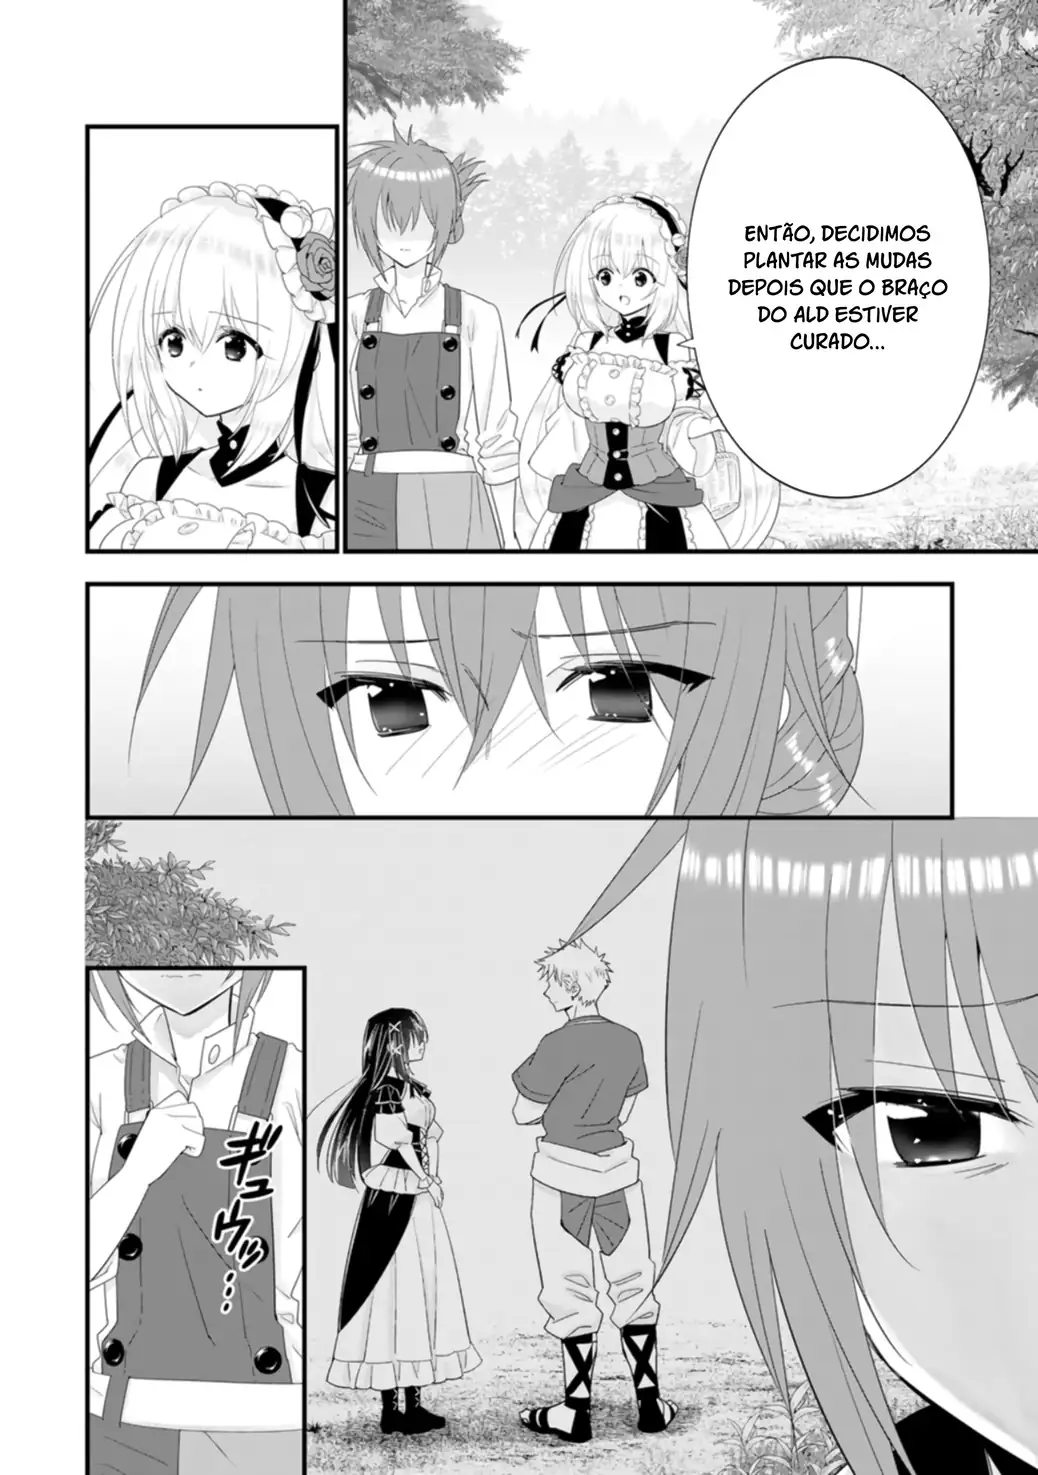 ENTÃO, DECIDIMOS
PLANTAR AS MUDAS
DEPOIS QUE O BRAÇO
DO ALD ESTIVER
CURADO...
ギュウッ…